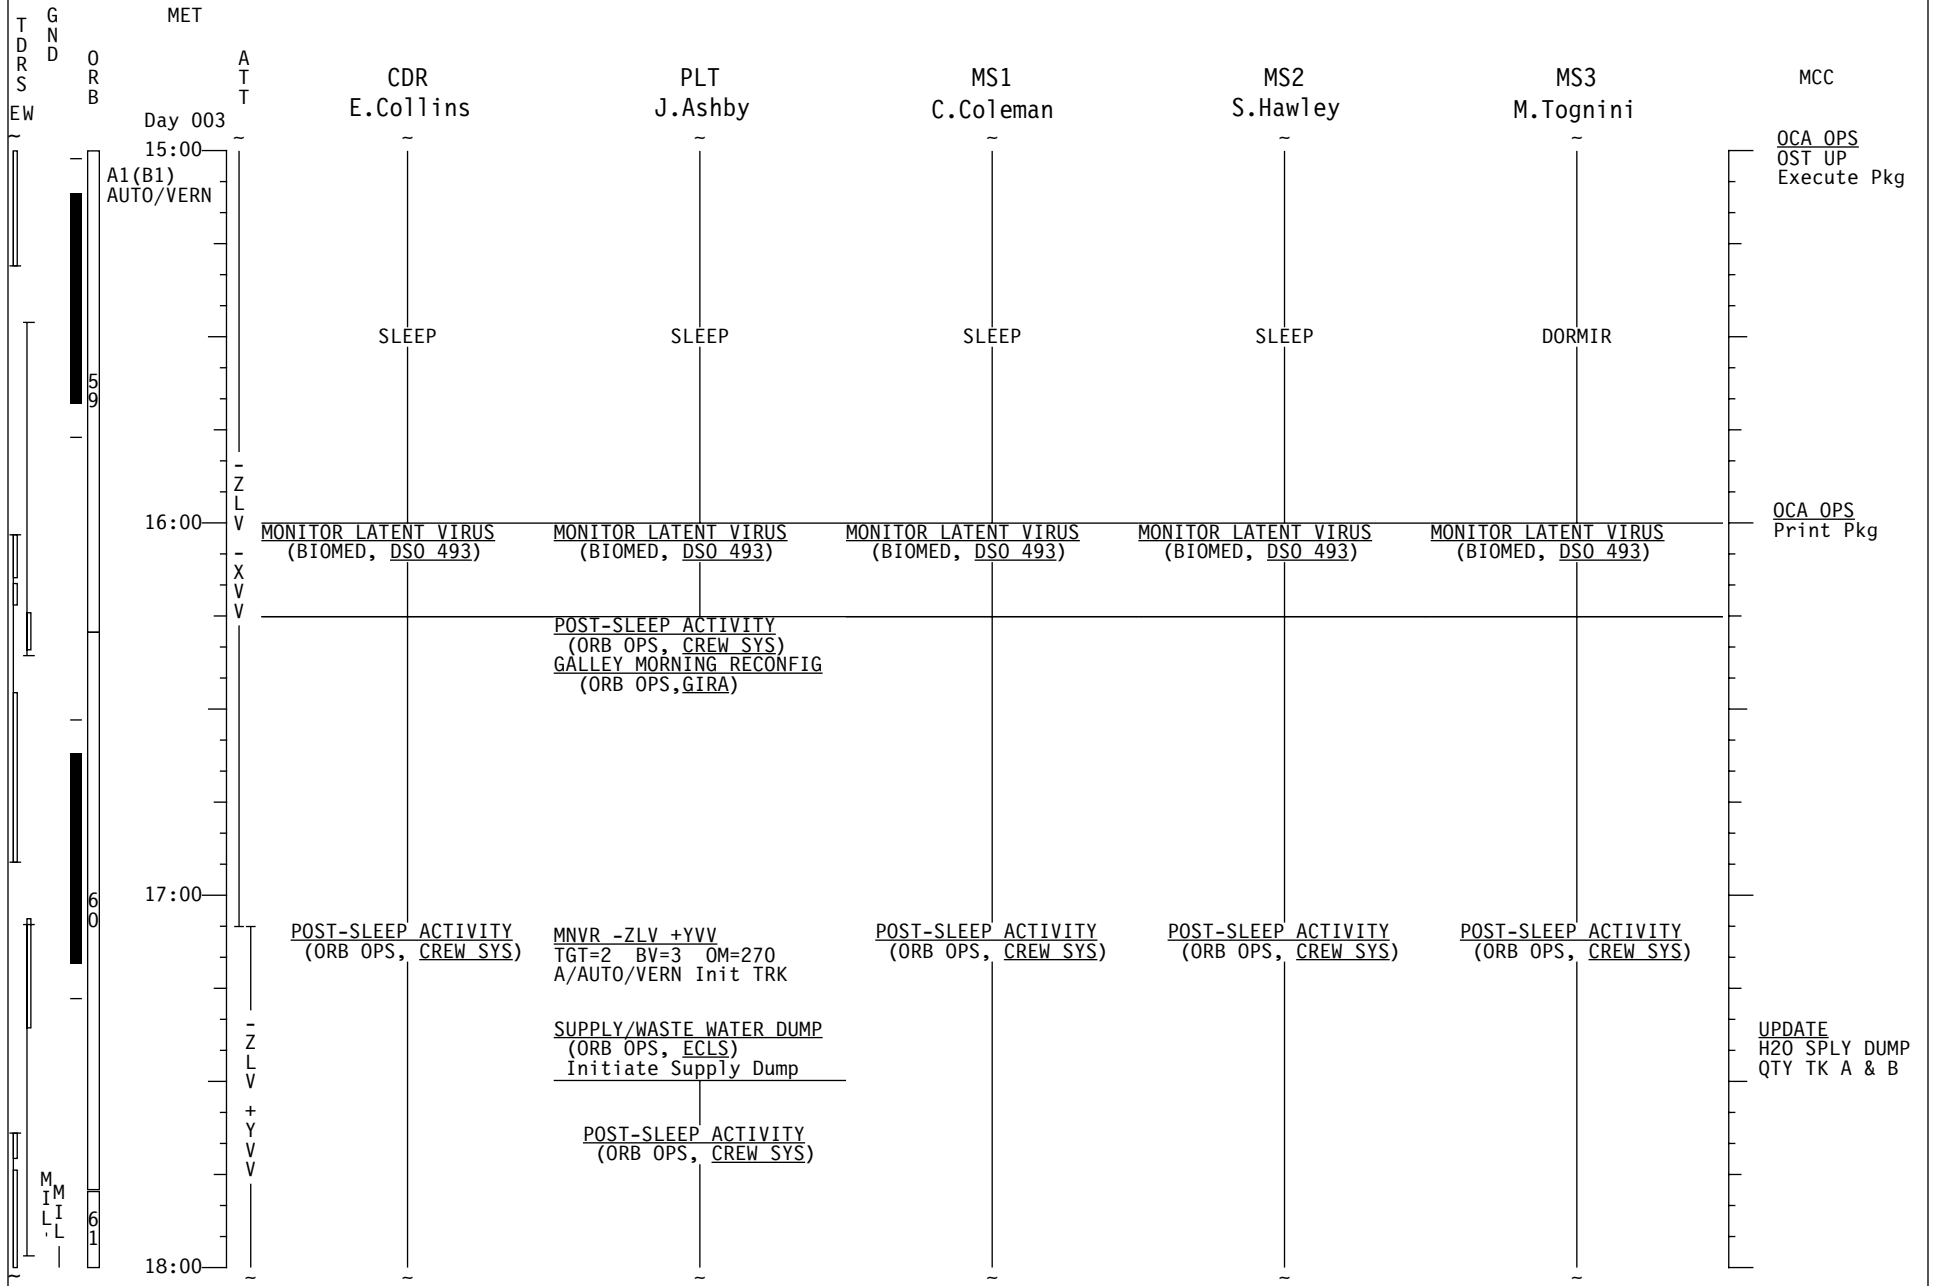 TDRS
GND
ORB
MET
ATT
CDR
E.Collins
PLT
J.Ashby
MS1
C.Coleman
MS2
S.Hawley
MS3
M.Tognini
MCC
EW
Day 003
~ ~ ~ ~ ~ ~ ~
15:00
A1(B1)
AUTO/VERN
OCA OPS
OST UP
Execute Pkg
SLEEP
SLEEP
SLEEP
SLEEP
DORMIR
59
-ZLV -XVV
16:00
MONITOR LATENT VIRUS
(BIOMED, DSO 493)
MONITOR LATENT VIRUS
(BIOMED, DSO 493)
MONITOR LATENT VIRUS
(BIOMED, DSO 493)
MONITOR LATENT VIRUS
(BIOMED, DSO 493)
MONITOR LATENT VIRUS
(BIOMED, DSO 493)
OCA OPS
Print Pkg
POST-SLEEP ACTIVITY
(ORB OPS, CREW SYS)
GALLEY MORNING RECONFIG
(ORB OPS,GIRA)
17:00
60
POST-SLEEP ACTIVITY
(ORB OPS, CREW SYS)
MNVR -ZLV +YVV
TGT=2 BV=3 OM=270
A/AUTO/VERN Init TRK
POST-SLEEP ACTIVITY
(ORB OPS, CREW SYS)
POST-SLEEP ACTIVITY
(ORB OPS, CREW SYS)
POST-SLEEP ACTIVITY
(ORB OPS, CREW SYS)
-ZLV +YVV
SUPPLY/WASTE WATER DUMP
(ORB OPS, ECLS)
Initiate Supply Dump
UPDATE
H2O SPLY DUMP
QTY TK A & B
POST-SLEEP ACTIVITY
(ORB OPS, CREW SYS)
MIL
MIL
61
18:00
~ ~ ~ ~ ~ ~ ~